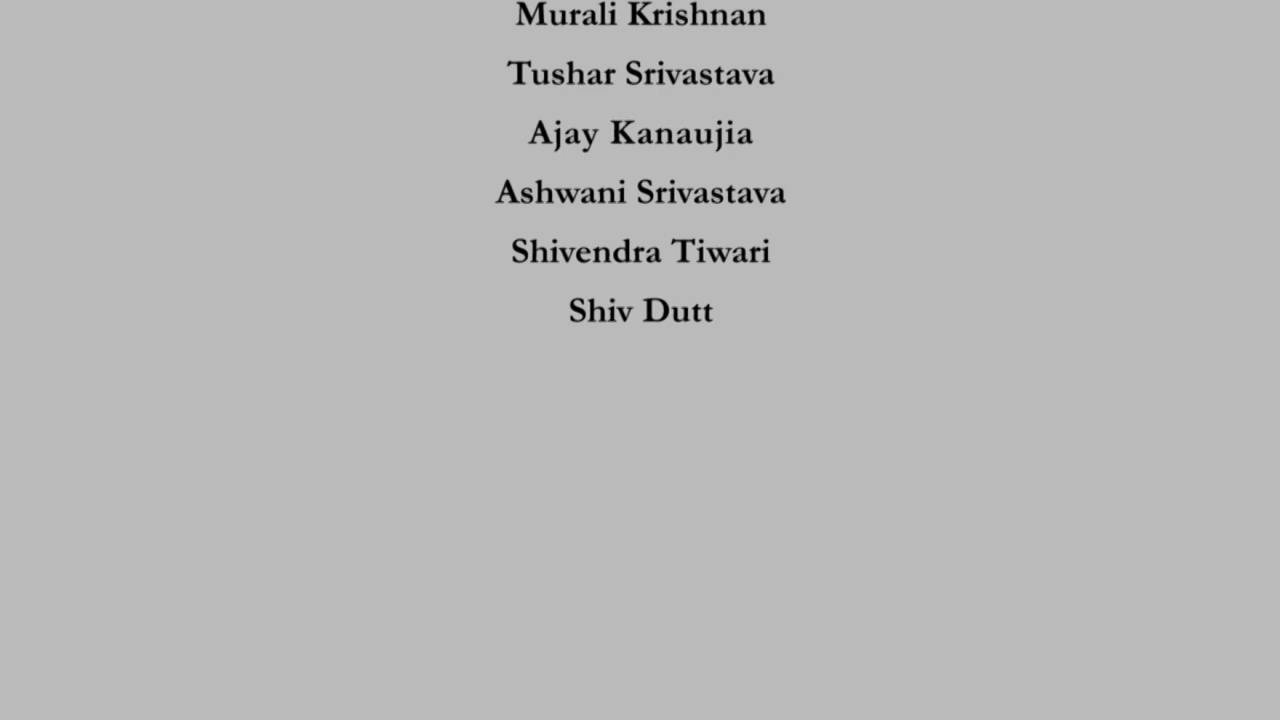 Murali Krishnan
Tushar Srivastava
Ajay Kanaujia
Ashwani Srivastava
Shivendra Tiwari
Shiv Dutt